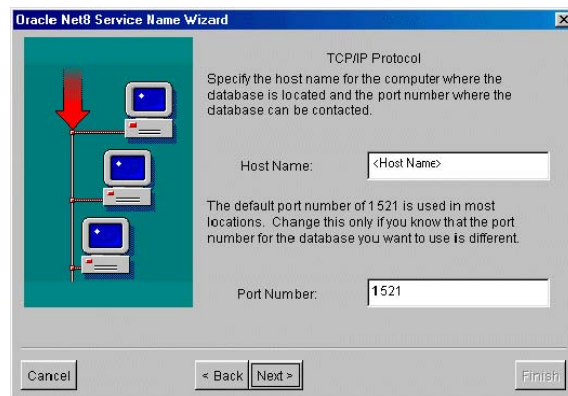 Oracle Net8 Service Name Wizard
TCP/IP Protocol
Specify the host name for the computer where the
database is located and the port number where the
database can be contacted.
Host Name:
<Host Name>
The default port number of 1521 is used in most
locations. Change this only if you know that the port
number for the database you want to use is different.
Port Number:
1521
Cancel
< Back
Next >
Finish